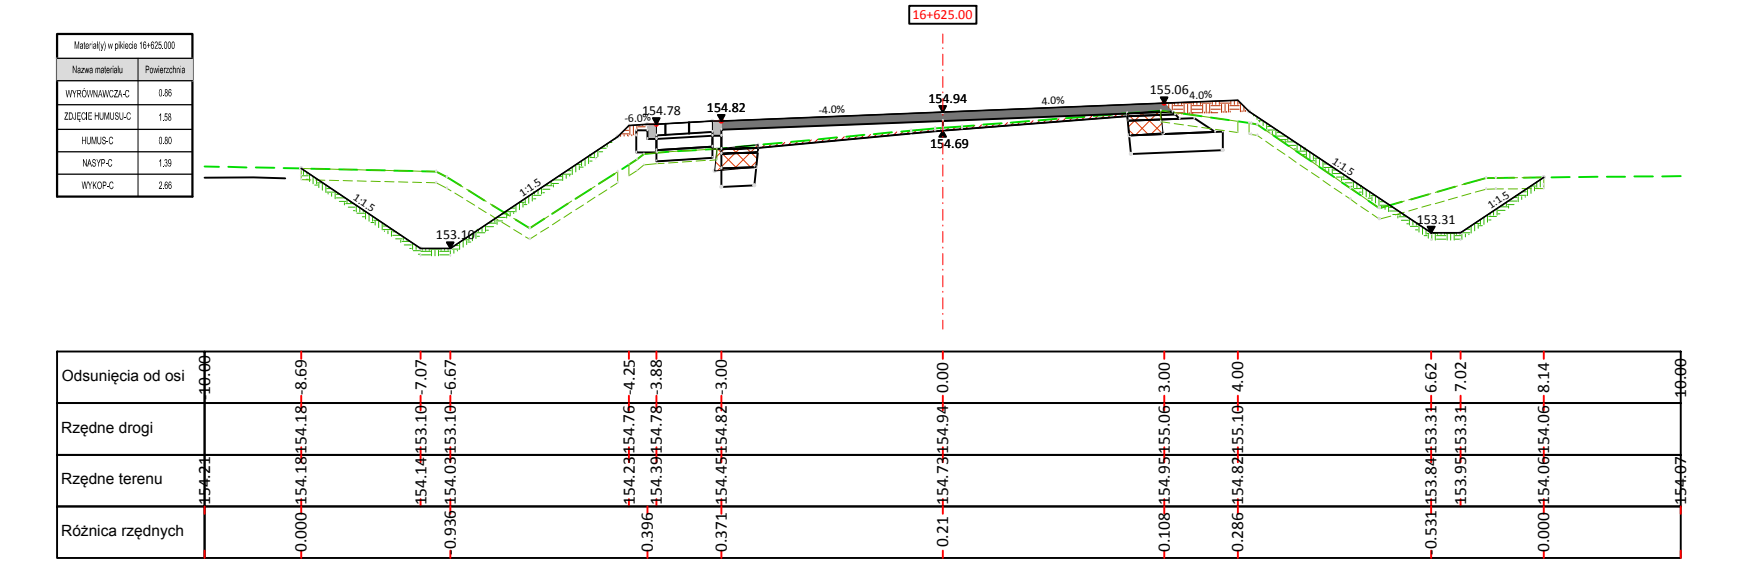 16+625.00
Materiał(y) w pikiecie 16+625.000
Nazwa materiału Powierzchnia
WYRÓWNAWCZA-C 0.86
ZDJĘCIE HUMUSU-C 1.58
HUMUS-C 0.80
NASYP-C 1.39
WYKOP-C 2.66
1:1.5
153.10
1:1.5
-6.0%
154.78
154.82
-4.0%
154.94
154.69
4.0%
155.06
4.0%
1:1.5
153.31
1:1.5
Odsunięcia od osi -10.00 -8.69 -7.07 -6.67 -4.25 -3.88 -3.00 0.00 3.00 4.00 6.62 7.02 8.14 10.00
Rzędne drogi 154.18 153.10 153.10 154.76 154.78 154.82 154.94 155.06 155.10 153.31 153.31 154.06
Rzędne terenu 154.21 154.18 154.14 154.03 154.23 154.39 154.45 154.73 154.95 154.82 153.84 153.95 154.06 154.07
Różnica rzędnych 0.000 -0.936 0.396 0.371 0.21 0.108 0.286 -0.531 0.000